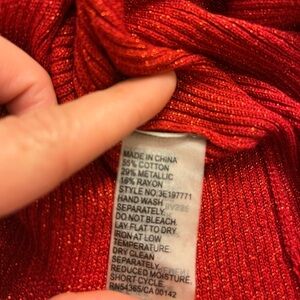 MADE IN CHINA
55% COTTON
29% METALLIC
16% RAYON
STYLE NO.3E197771
HAND WASH
SEPARATELY.
DO NOT BLEACH.
LAY FLAT TO DRY.
IRON AT LOW
TEMPERATURE.
DRY CLEAN
SEPARATELY.
REDUCED MOISTURE,
SHORT CYCLE.
RN54365/CA 00142